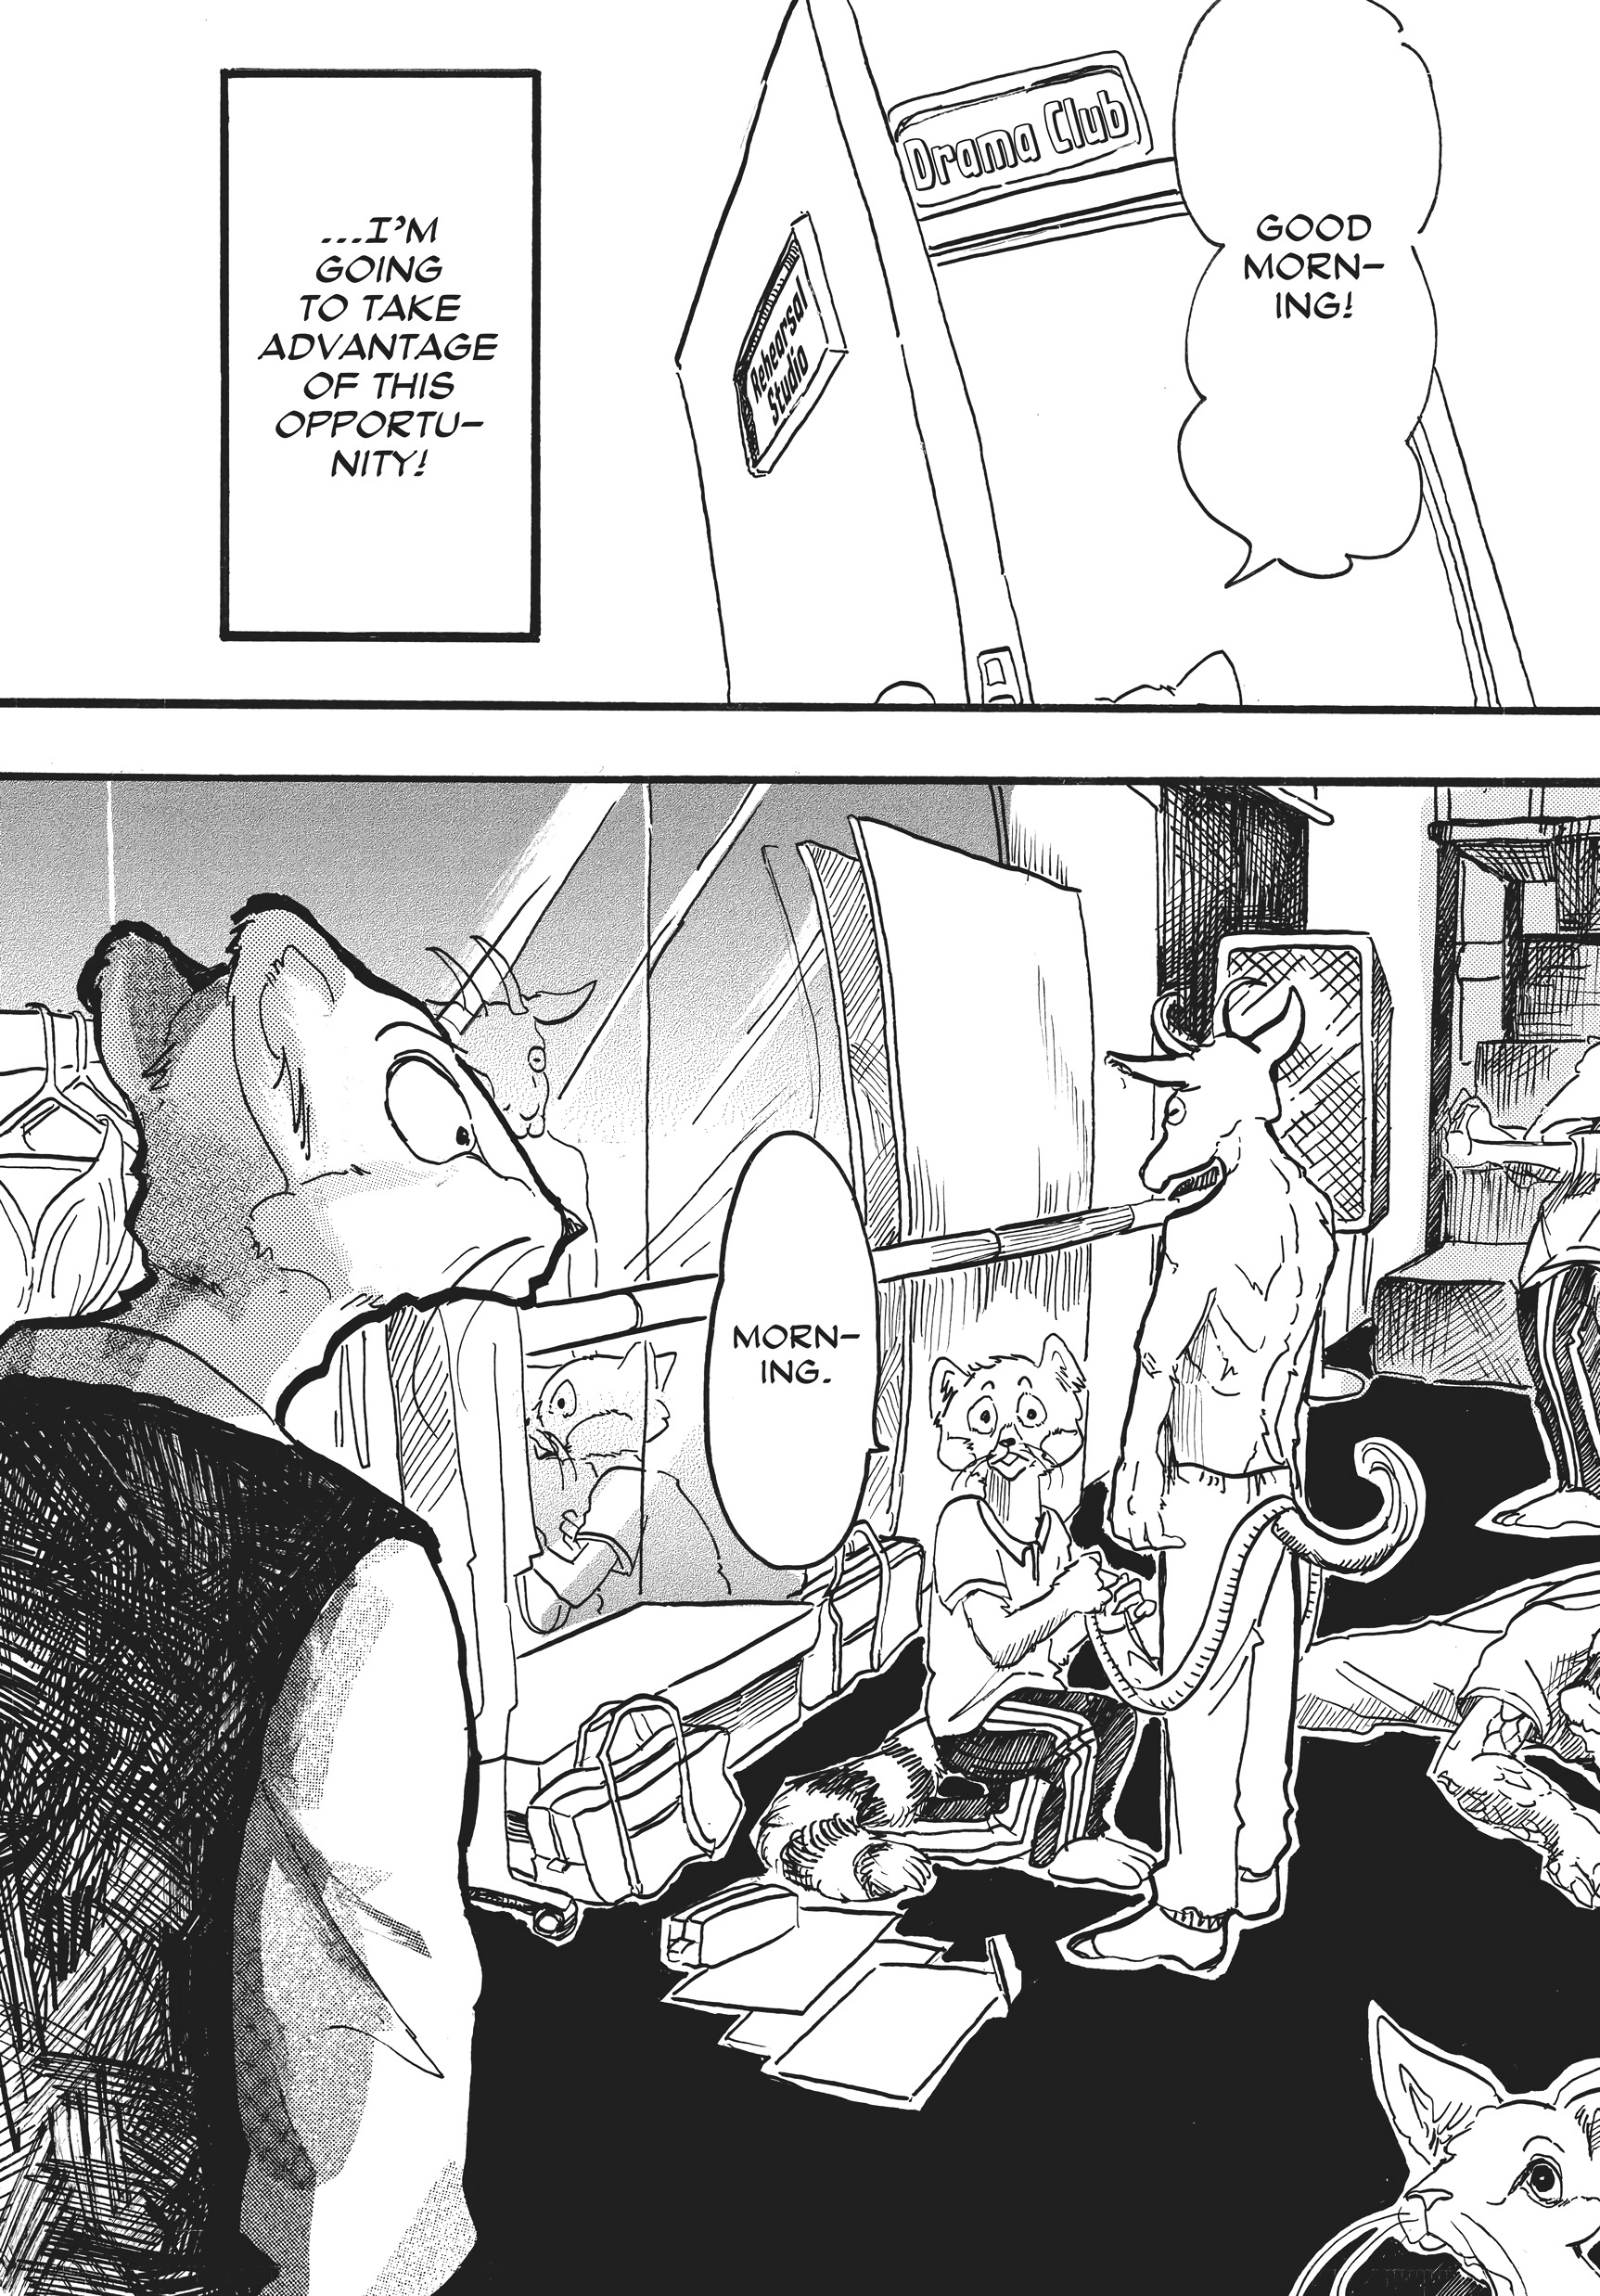 GOOD
MORN-
ING!
Drama Club
Rehearsal
Studio
...I'M
GOING
TO TAKE
ADVANTAGE
OF THIS
OPPORTU-
NITY!
MORN-
ING.